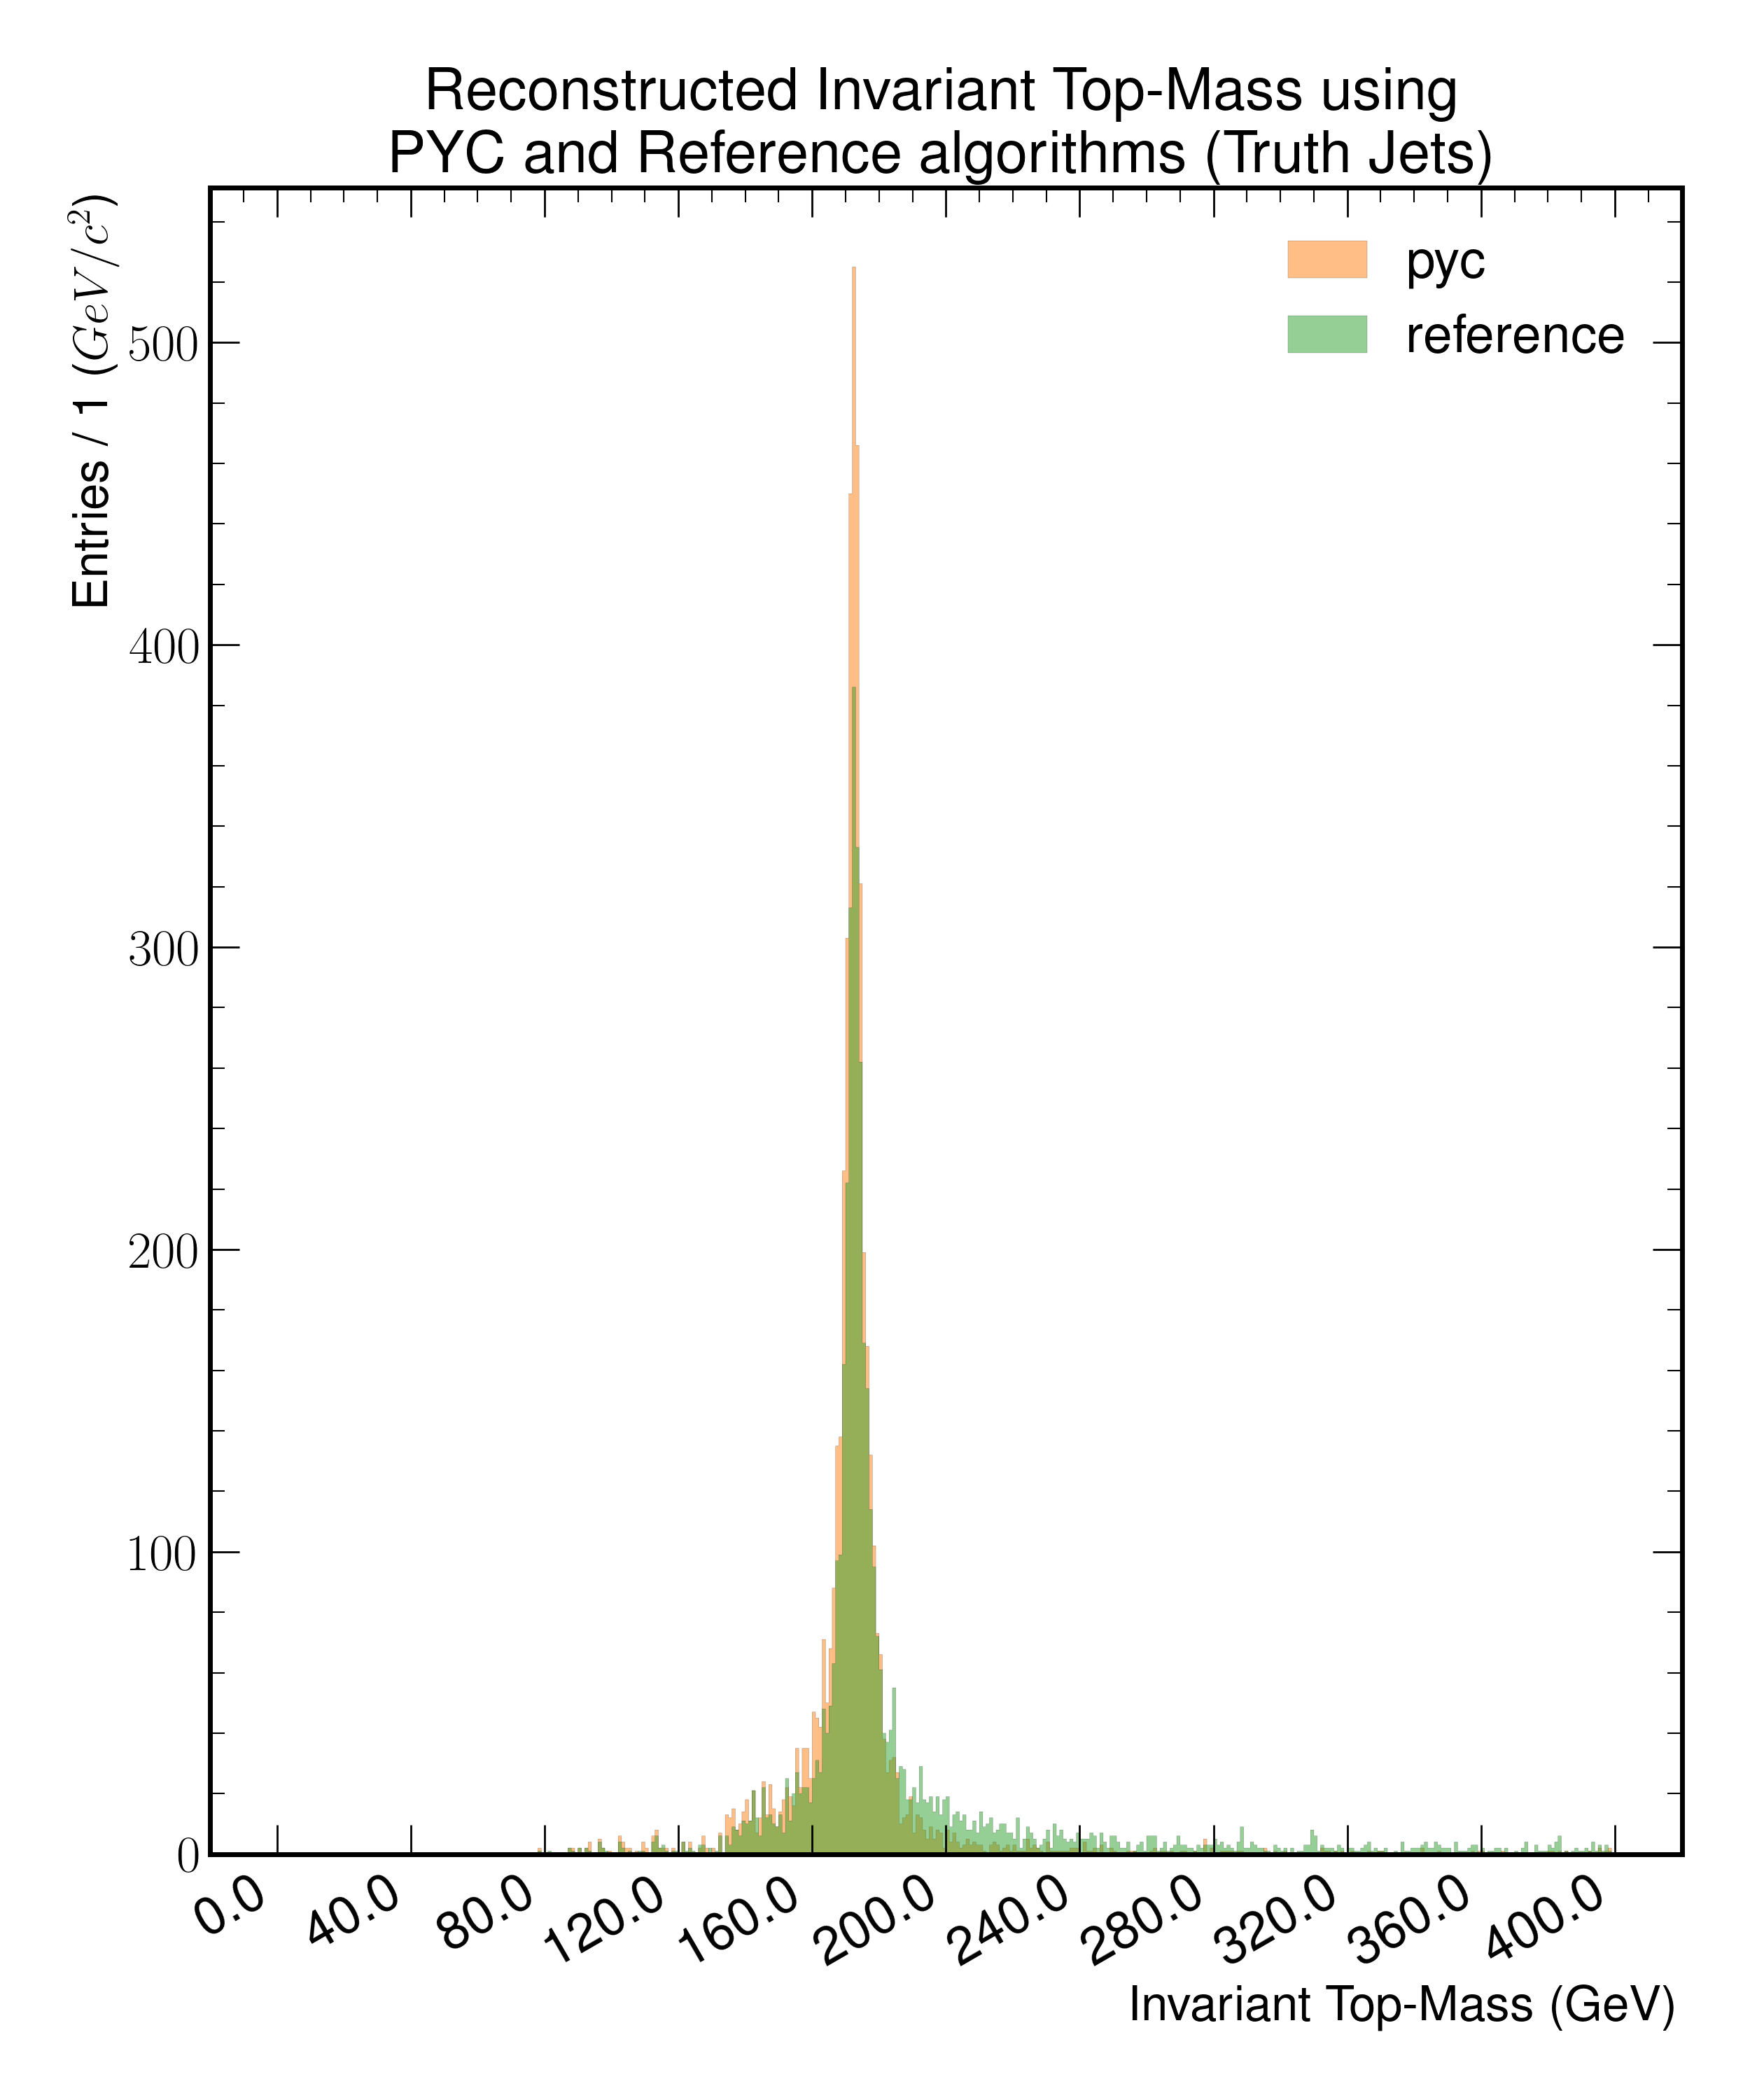 Reconstructed Invariant Top-Mass using
PYC and Reference algorithms (Truth Jets)
Entries / 1 (GeV/c²)
pyc
reference
500
400
300
200
100
0
0.0
40.0
80.0
120.0
160.0
200.0
240.0
280.0
320.0
360.0
400.0
Invariant Top-Mass (GeV)